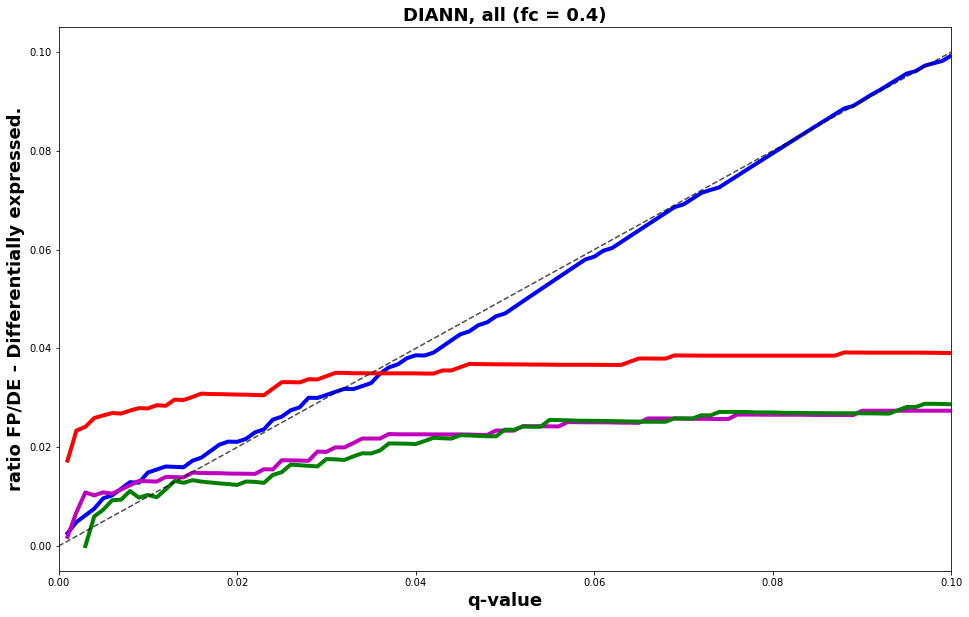 DIANN, all (fc = 0.4)
ratio FP/DE - Differentially expressed.
0.10
0.08
0.06
0.04
0.02
0.00
0.00 0.02 0.04 0.06 0.08 0.10
q-value